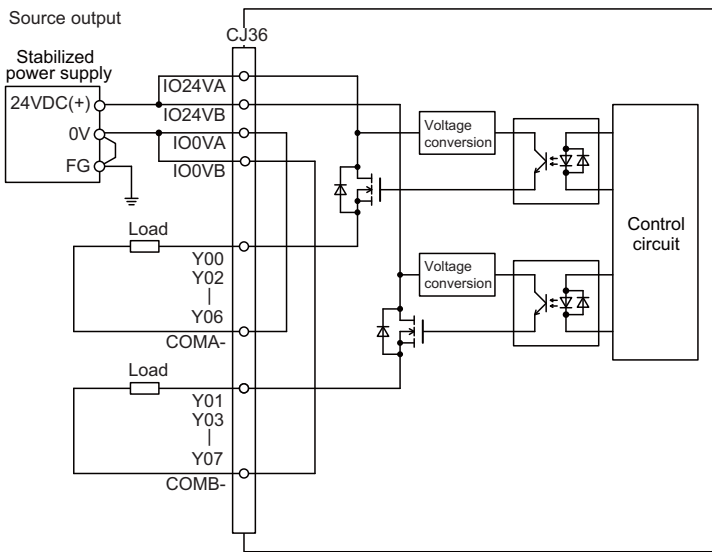 Source output
CJ36
Stabilized
power supply
24VDC(+)
0V
FG
IO24VA
IO24VB
IO0VA
IO0VB
Voltage
conversion
Control
circuit
Load
Y00
Y02
|
Y06
COMA-
Voltage
conversion
Load
Y01
Y03
|
Y07
COMB-